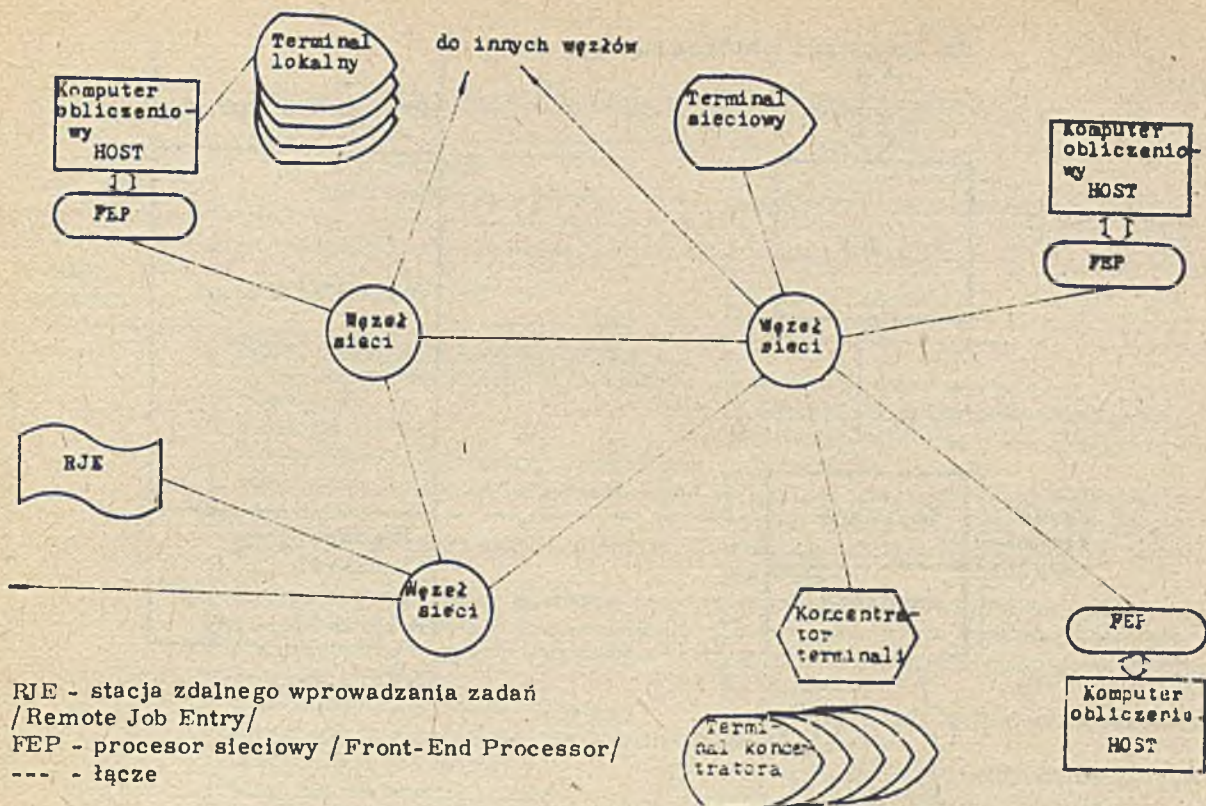 Terminal
lokalny
do innych węzłów
Komputer
obliczenio-
wy
HOST
FEP
Terminal
sieciowy
Komputer
obliczenio-
wy
HOST
FEP
Węzeł
sieci
Węzeł
sieci
RJE
Węzeł
sieci
Koncentra-
tor
terminali
FEP
Komputer
obliczenio.
HOST
Termi-
nal koncen-
tratora
RJE - stacja zdalnego wprowadzania zadań
/Remote Job Entry/
FEP - procesor sieciowy /Front-End Processor/
--- - łącze